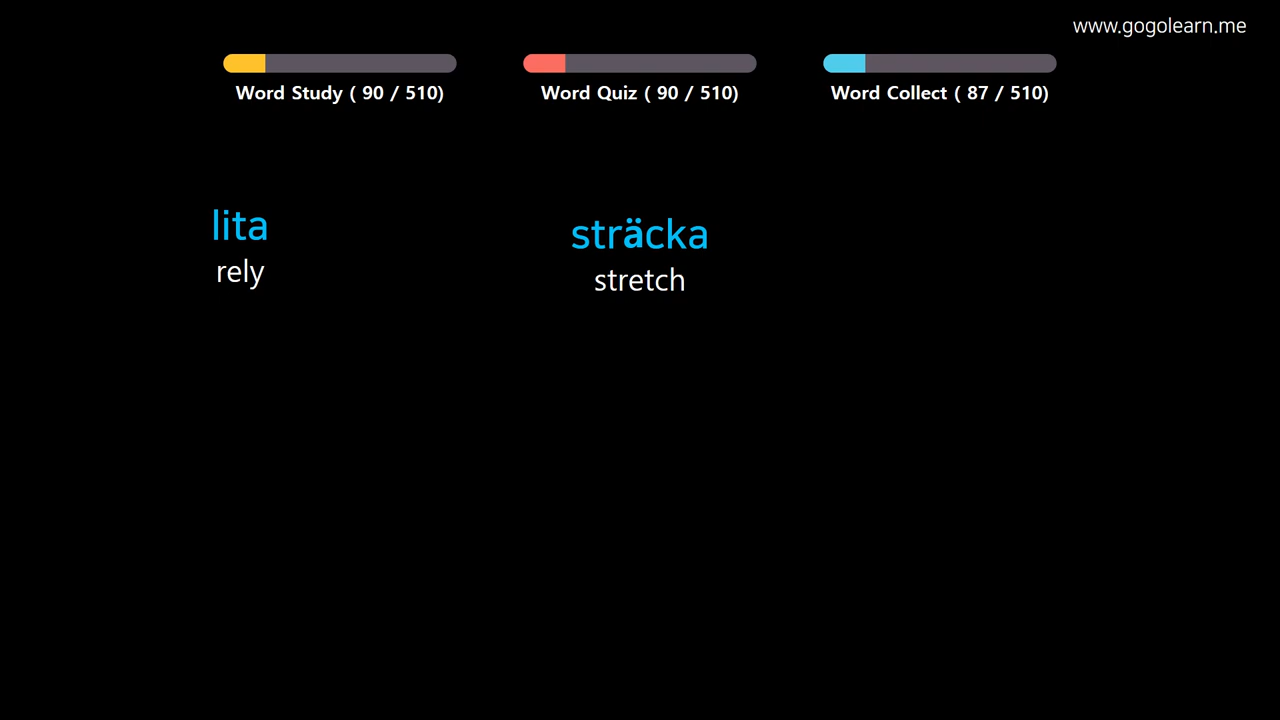 www.gogolearn.me
Word Study ( 90 / 510)
Word Quiz ( 90 / 510)
Word Collect ( 87 / 510)
lita
rely
sträcka
stretch